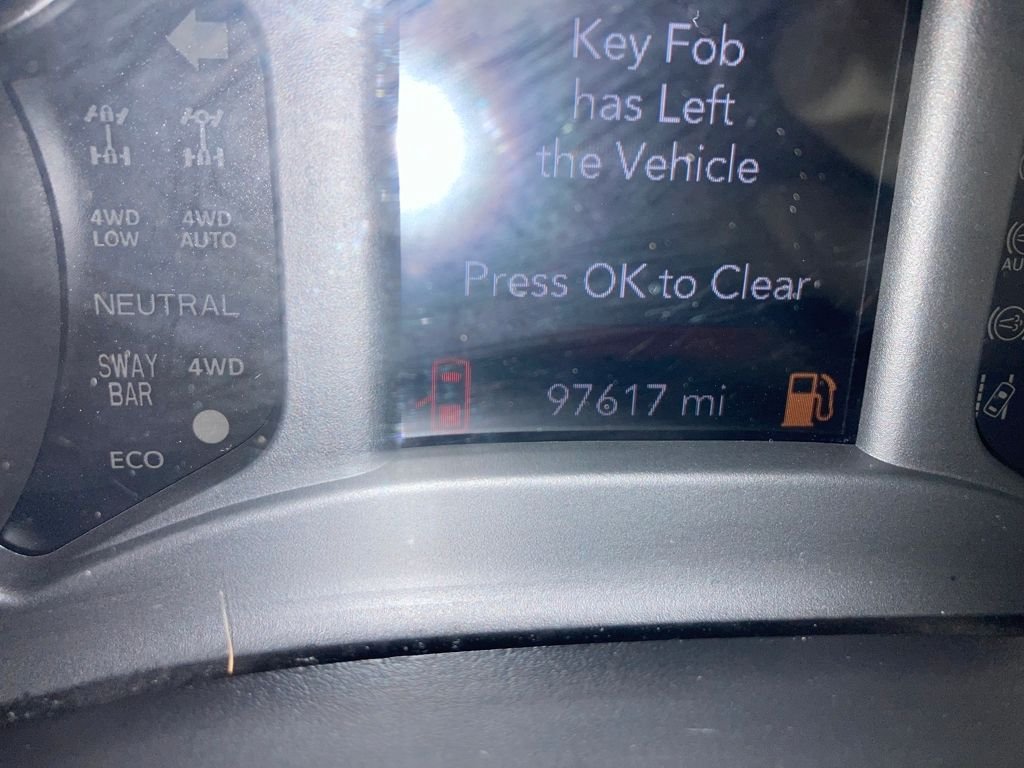 Key Fob
has Left
the Vehicle
Press OK to Clear
97617 mi
4WD LOW
4WD AUTO
NEUTRAL
SWAY BAR
4WD
ECO
AU